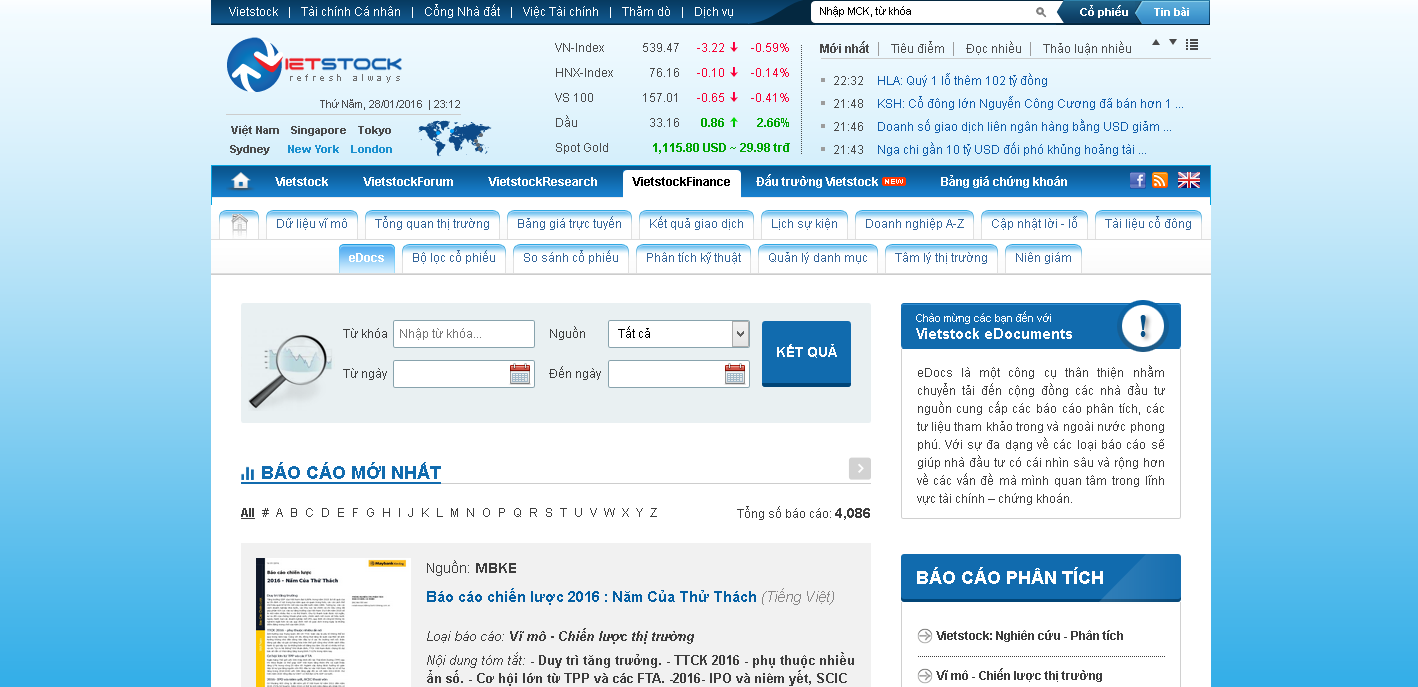 Vietstock | Tài chính Cá nhân | Cổng Nhà đất | Việc Tài chính | Thăm dò | Dịch vụ
Nhập MCK, từ khóa
Cổ phiếu
Tin bài
VIETSTOCK
refresh always
Thứ Năm, 28/01/2016 | 23:12
Việt Nam Singapore Tokyo
Sydney New York London
VN-Index 539.47 -3.22 -0.59%
HNX-Index 76.16 -0.10 -0.14%
VS 100 157.01 -0.65 -0.41%
Dầu 33.16 0.86 2.66%
Spot Gold 1,115.80 USD ~ 29.98 trđ
Mới nhất | Tiêu điểm | Đọc nhiều | Thảo luận nhiều
22:32 HLA: Quý 1 lỗ thêm 102 tỷ đồng
21:48 KSH: Cổ đông lớn Nguyễn Công Cương đã bán hơn 1 ...
21:46 Doanh số giao dịch liên ngân hàng bằng USD giảm ...
21:43 Nga chi gần 10 tỷ USD đối phó khủng hoảng tài ...
Vietstock VietstockForum VietstockResearch VietstockFinance Đấu trường Vietstock NEW Bảng giá chứng khoán
Dữ liệu vĩ mô Tổng quan thị trường Bảng giá trực tuyến Kết quả giao dịch Lịch sự kiện Doanh nghiệp A-Z Cập nhật lời - lỗ Tài liệu cổ đông
eDocs Bộ lọc cổ phiếu So sánh cổ phiếu Phân tích kỹ thuật Quản lý danh mục Tâm lý thị trường Niên giám
Từ khóa Nhập từ khóa... Nguồn Tất cả
KẾT QUẢ
Từ ngày Đến ngày
Chào mừng các bạn đến với
Vietstock eDocuments
eDocs là một công cụ thân thiện nhằm
chuyển tải đến cộng đồng các nhà đầu tư
nguồn cung cấp các báo cáo phân tích, các
tư liệu tham khảo trong và ngoài nước phong
phú. Với sự đa dạng về các loại báo cáo sẽ
giúp nhà đầu tư có cái nhìn sâu và rộng hơn
về các vấn đề mà mình quan tâm trong lĩnh
vực tài chính – chứng khoán.
BÁO CÁO MỚI NHẤT
All # A B C D E F G H I J K L M N O P Q R S T U V W X Y Z
Tổng số báo cáo: 4,086
Báo cáo chiến lược
2016 - Năm Của Thử Thách
Nguồn: MBKE
Báo cáo chiến lược 2016 : Năm Của Thử Thách (Tiếng Việt)
Loại báo cáo: Vĩ mô - Chiến lược thị trường
Nội dung tóm tắt: - Duy trì tăng trưởng. - TTCK 2016 - phụ thuộc nhiều
ẩn số. - Cơ hội lớn từ TPP và các FTA. -2016- IPO và niêm yết, SCIC
BÁO CÁO PHÂN TÍCH
Vietstock: Nghiên cứu - Phân tích
Vĩ mô - Chiến lược thị trường